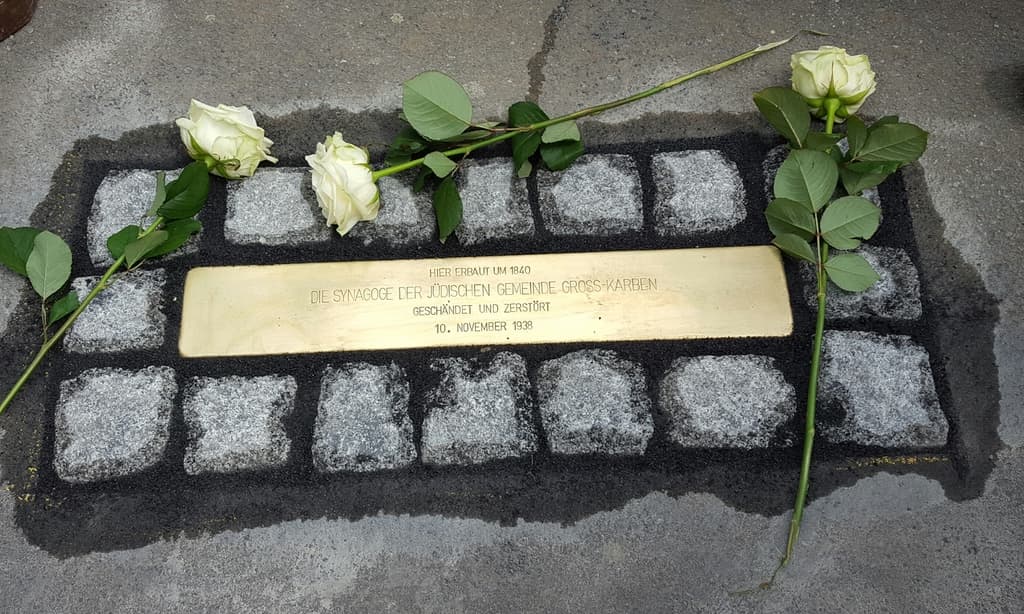 HIER ERBAUT UM 1840
DIE SYNAGOGE DER JÜDISCHEN GEMEINDE GROSS-KARBEN
GESCHÄNDET UND ZERSTÖRT
10. NOVEMBER 1938